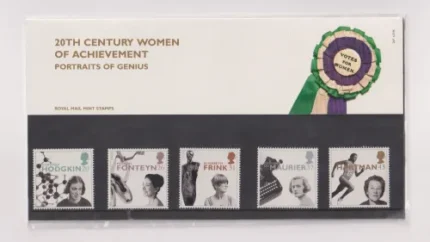 20TH CENTURY WOMEN
OF ACHIEVEMENT
PORTRAITS OF GENIUS
VOTES
FOR
WOMEN
ROYAL MAIL MINT STAMPS
HODGKIN
FONTEYN
FRINK
MAURIER
HARTMAN